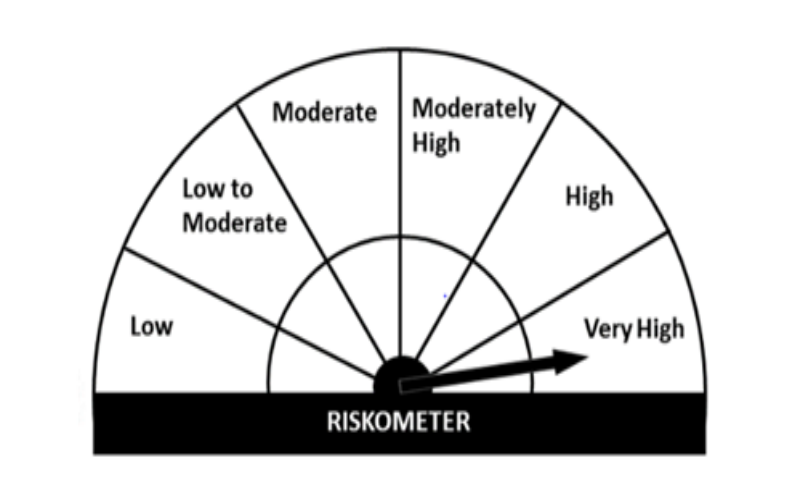 Moderate
Moderately
High
Low to
Moderate
High
Low
Very High
RISKOMETER